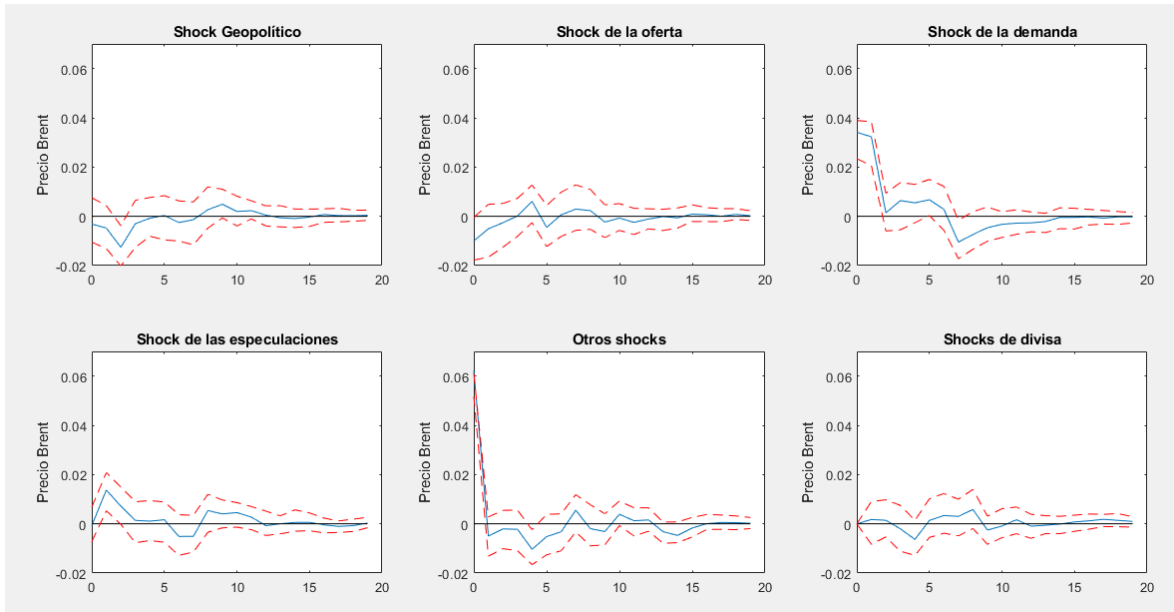 Shock Geopolítico
Precio Brent
0.06
0.04
0.02
0
-0.02
0 5 10 15 20
Shock de la oferta
Precio Brent
0.06
0.04
0.02
0
-0.02
0 5 10 15 20
Shock de la demanda
Precio Brent
0.06
0.04
0.02
0
-0.02
0 5 10 15 20
Shock de las especulaciones
Precio Brent
0.06
0.04
0.02
0
-0.02
0 5 10 15 20
Otros shocks
Precio Brent
0.06
0.04
0.02
0
-0.02
0 5 10 15 20
Shocks de divisa
Precio Brent
0.06
0.04
0.02
0
-0.02
0 5 10 15 20